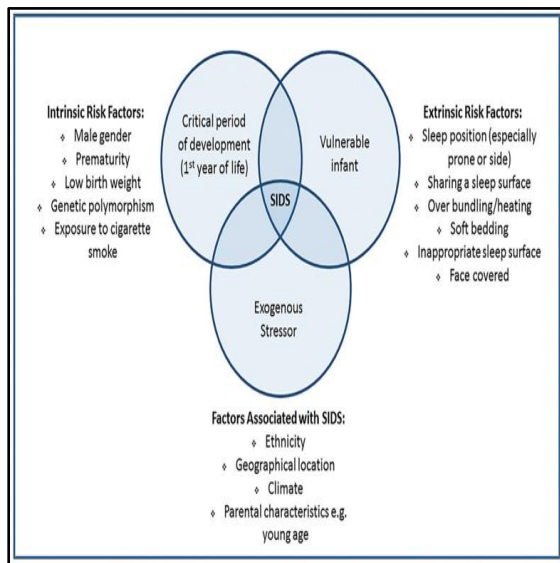 Critical period
of development
(1st year of life)
Vulnerable
infant
SIDS
Exogenous
Stressor
Intrinsic Risk Factors:
❖ Male gender
❖ Prematurity
❖ Low birth weight
❖ Genetic polymorphism
❖ Exposure to cigarette
smoke
Extrinsic Risk Factors:
❖ Sleep position (especially
prone or side)
❖ Sharing a sleep surface
❖ Over bundling/heating
❖ Soft bedding
❖ Inappropriate sleep surface
❖ Face covered
Factors Associated with SIDS:
❖ Ethnicity
❖ Geographical location
❖ Climate
❖ Parental characteristics e.g.
young age